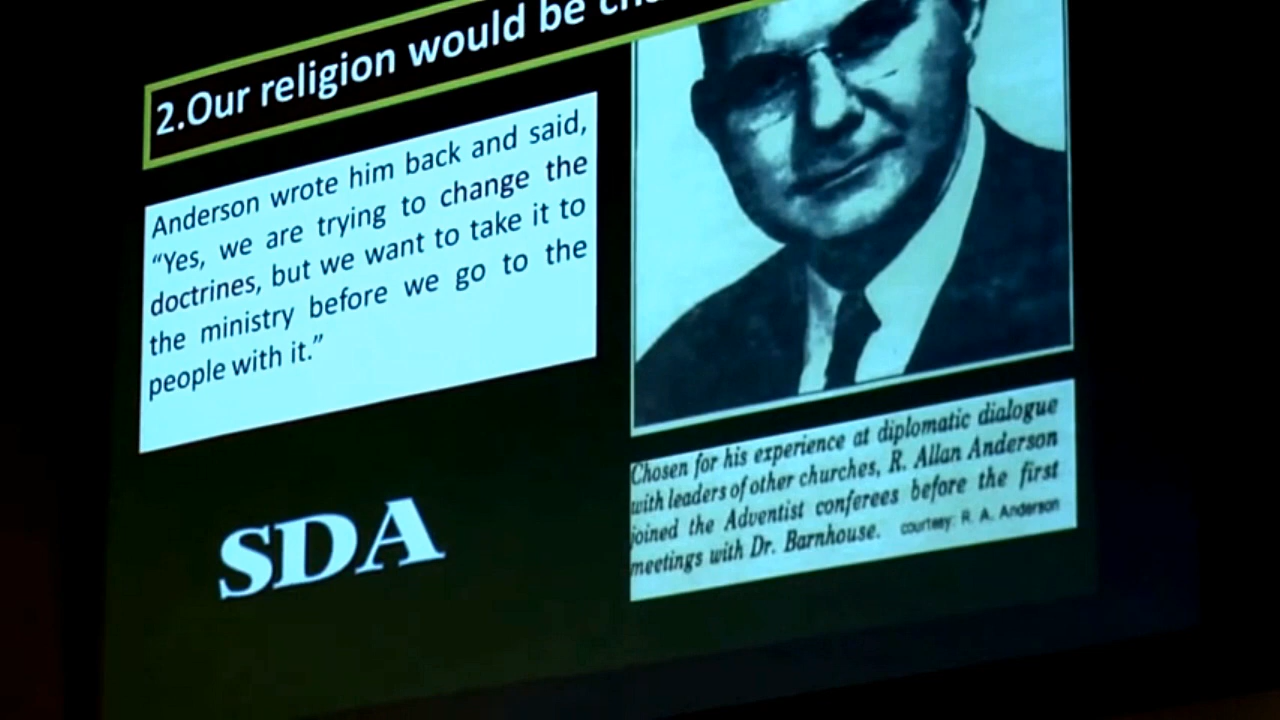 2.Our religion would be
Anderson wrote him back and said,
“Yes, we are trying to change the
doctrines, but we want to take it to
the ministry before we go to the
people with it.”
SDA
Chosen for his experience at diplomatic dialogue
with leaders of other churches, R. Allan Anderson
joined the Adventist conferees before the first
meetings with Dr. Barnhouse. courtesy: R. A. Anderson